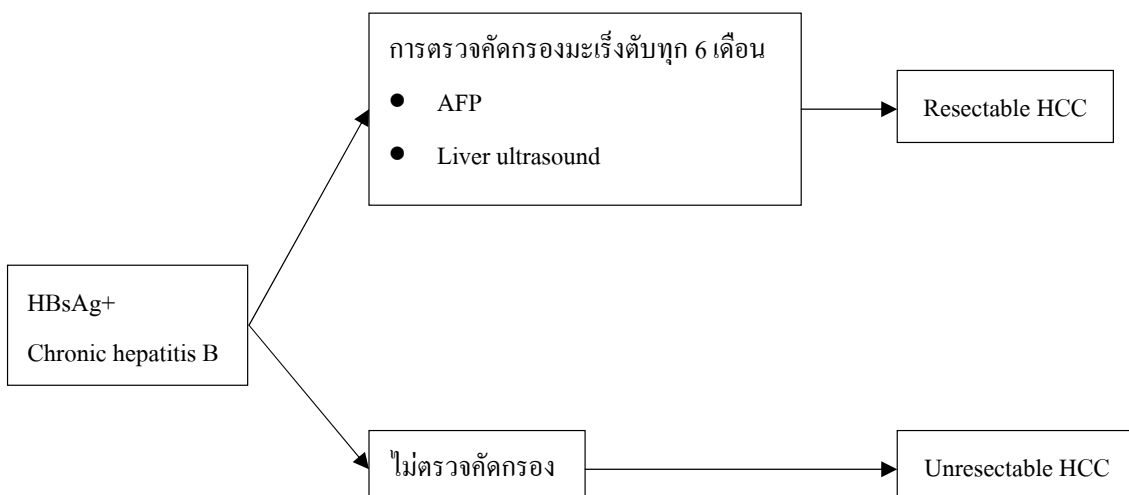 การตรวจคัดกรองมะเร็งตับทุก 6 เดือน
● AFP
● Liver ultrasound
Resectable HCC
HBsAg+
Chronic hepatitis B
ไม่ตรวจคัดกรอง
Unresectable HCC